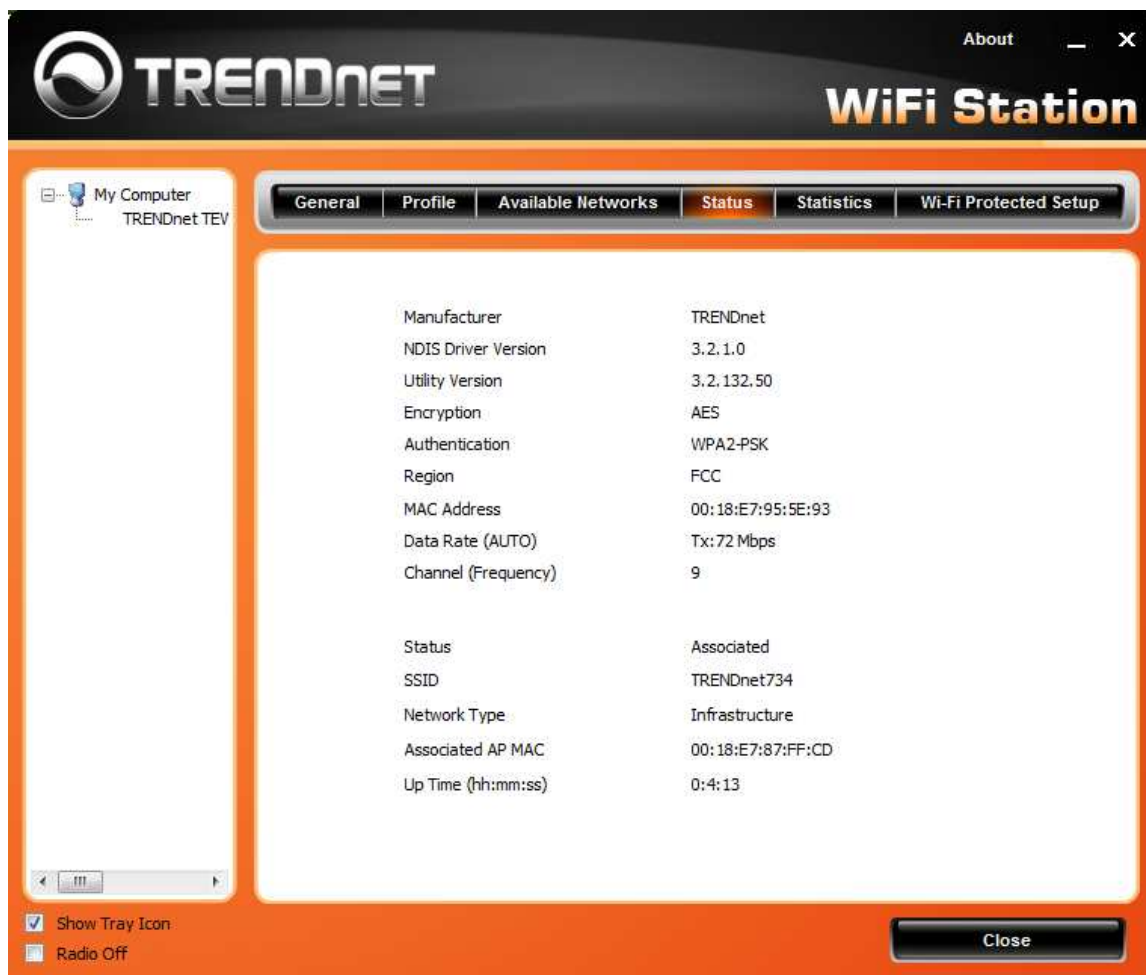 About
TRENDNET
WiFi Station
My Computer
TRENDnet TEW
General Profile Available Networks Status Statistics Wi-Fi Protected Setup
Manufacturer TRENDnet
NDIS Driver Version 3.2.1.0
Utility Version 3.2.132.50
Encryption AES
Authentication WPA2-PSK
Region FCC
MAC Address 00:18:E7:95:5E:93
Data Rate (AUTO) Tx:72 Mbps
Channel (Frequency) 9
Status Associated
SSID TRENDnet734
Network Type Infrastructure
Associated AP MAC 00:18:E7:87:FF:CD
Up Time (hh:mm:ss) 0:4:13
Show Tray Icon
Radio Off
Close